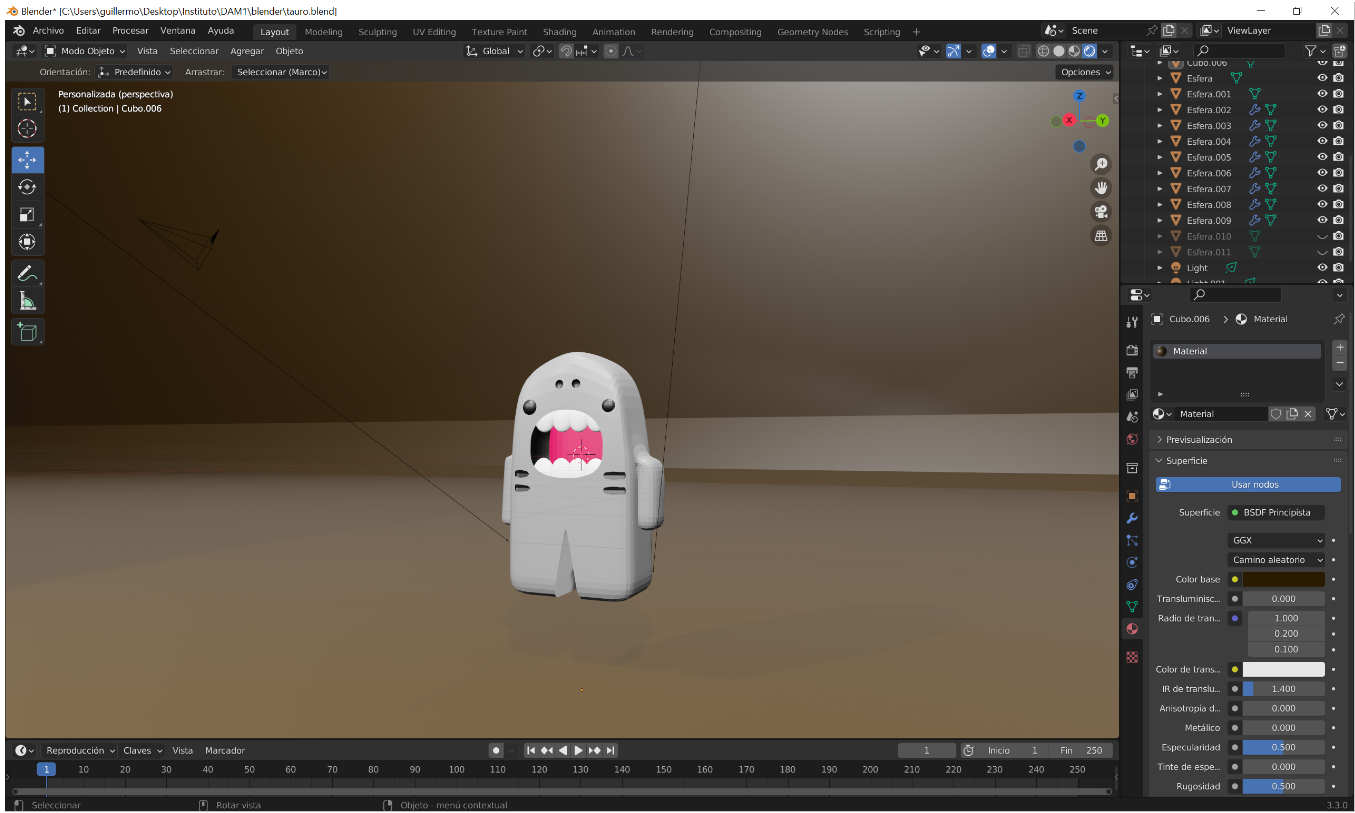 Blender* [C:\Users\guillermo\Desktop\Instituto\DAM1\blender\tauro.blend]
Archivo Editar Procesar Ventana Ayuda Layout Modeling Sculpting UV Editing Texture Paint Shading Animation Rendering Compositing Geometry Nodes Scripting + Scene ViewLayer
Modo Objeto Vista Seleccionar Agregar Objeto Global
Orientación: Predefinido Arrastrar: Seleccionar (Marco) Opciones
Personalizada (perspectiva)
(1) Collection | Cubo.006
Z
X Y
Cubo.006
Esfera
Esfera.001
Esfera.002
Esfera.003
Esfera.004
Esfera.005
Esfera.006
Esfera.007
Esfera.008
Esfera.009
Esfera.010
Esfera.011
Light
Light.001
Cubo.006 > Material
Material
Material
Previsualización
Superficie
Usar nodos
Superficie BSDF Principista
GGX
Camino aleatorio
Color base
Transluminisc... 0.000
Radio de tran... 1.000
0.200
0.100
Color de trans...
IR de translu... 1.400
Anisotropía d... 0.000
Metálico 0.000
Especularidad 0.500
Tinte de espe... 0.000
Rugosidad 0.500
Reproducción Claves Vista Marcador 1 Inicio 1 Fin 250
1 10 20 30 40 50 60 70 80 90 100 110 120 130 140 150 160 170 180 190 200 210 220 230 240 250
Seleccionar Rotar vista Objeto - menú contextual 3.3.0